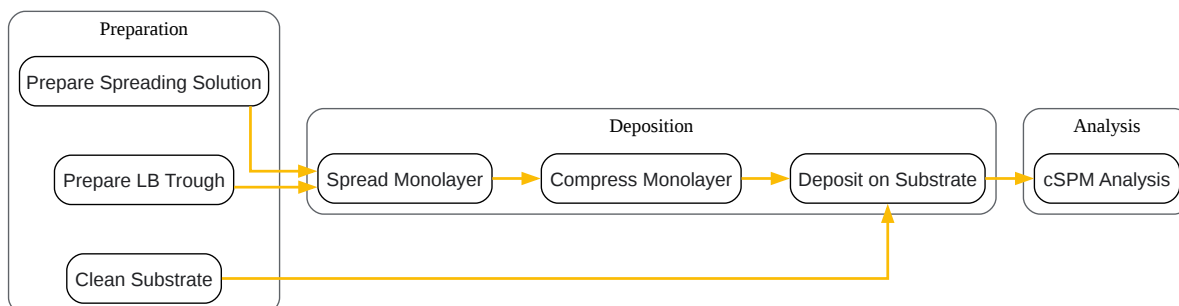 Preparation
Prepare Spreading Solution
Prepare LB Trough
Clean Substrate
Deposition
Spread Monolayer
Compress Monolayer
Deposit on Substrate
Analysis
cSPM Analysis